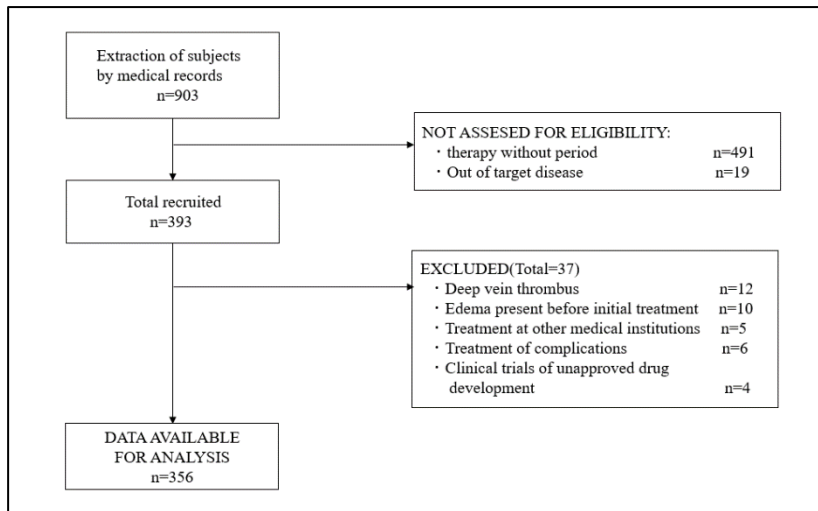 Extraction of subjects
by medical records
n=903
NOT ASSESED FOR ELIGIBILITY:
・therapy without period n=491
・Out of target disease n=19
Total recruited
n=393
EXCLUDED(Total=37)
・Deep vein thrombus n=12
・Edema present before initial treatment n=10
・Treatment at other medical institutions n=5
・Treatment of complications n=6
・Clinical trials of unapproved drug
development n=4
DATA AVAILABLE
FOR ANALYSIS
n=356